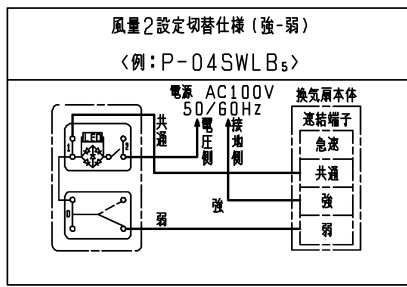 風量2設定切替仕様（強-弱）
〈例：P-04SWLB₅〉
電源 AC100V
50/60Hz
換気扇本体
速結端子
急速
共通
強
弱
共通
電圧側
接地側
LED
1
2
0
強
弱